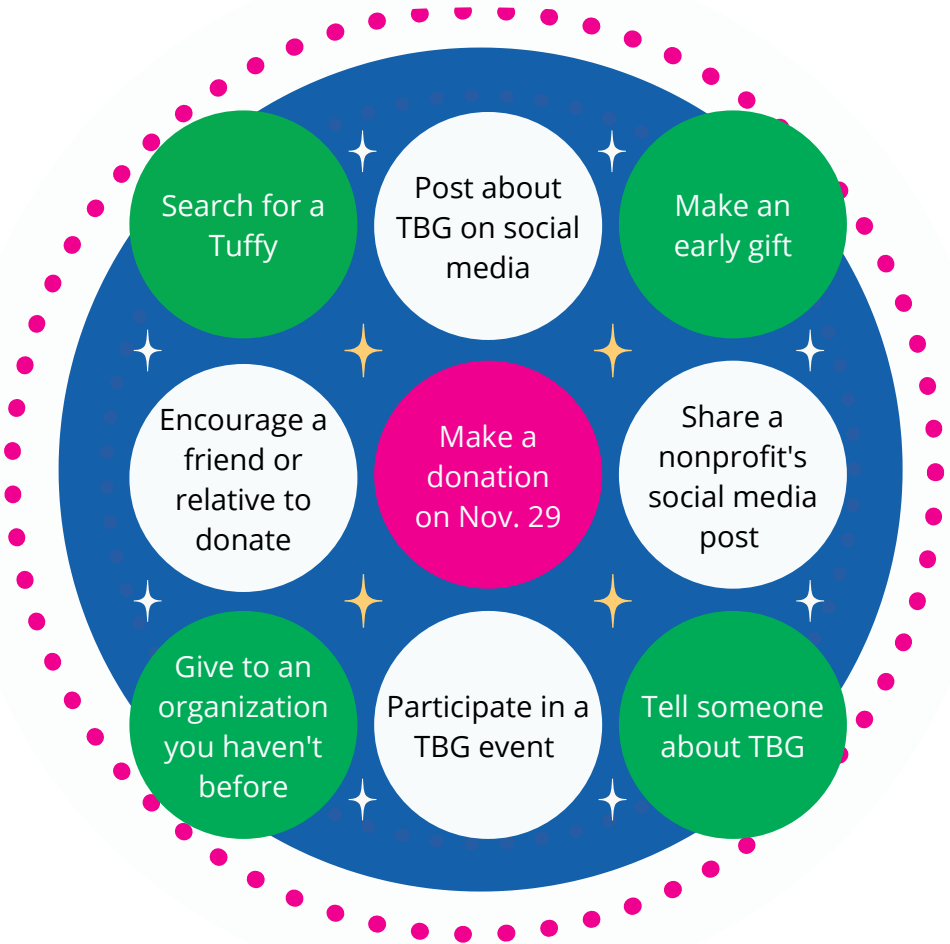 Search for a
Tuffy
Post about
TBG on social
media
Make an
early gift
Encourage a
friend or
relative to
donate
Make a
donation
on Nov. 29
Share a
nonprofit's
social media
post
Give to an
organization
you haven't
before
Participate in a
TBG event
Tell someone
about TBG